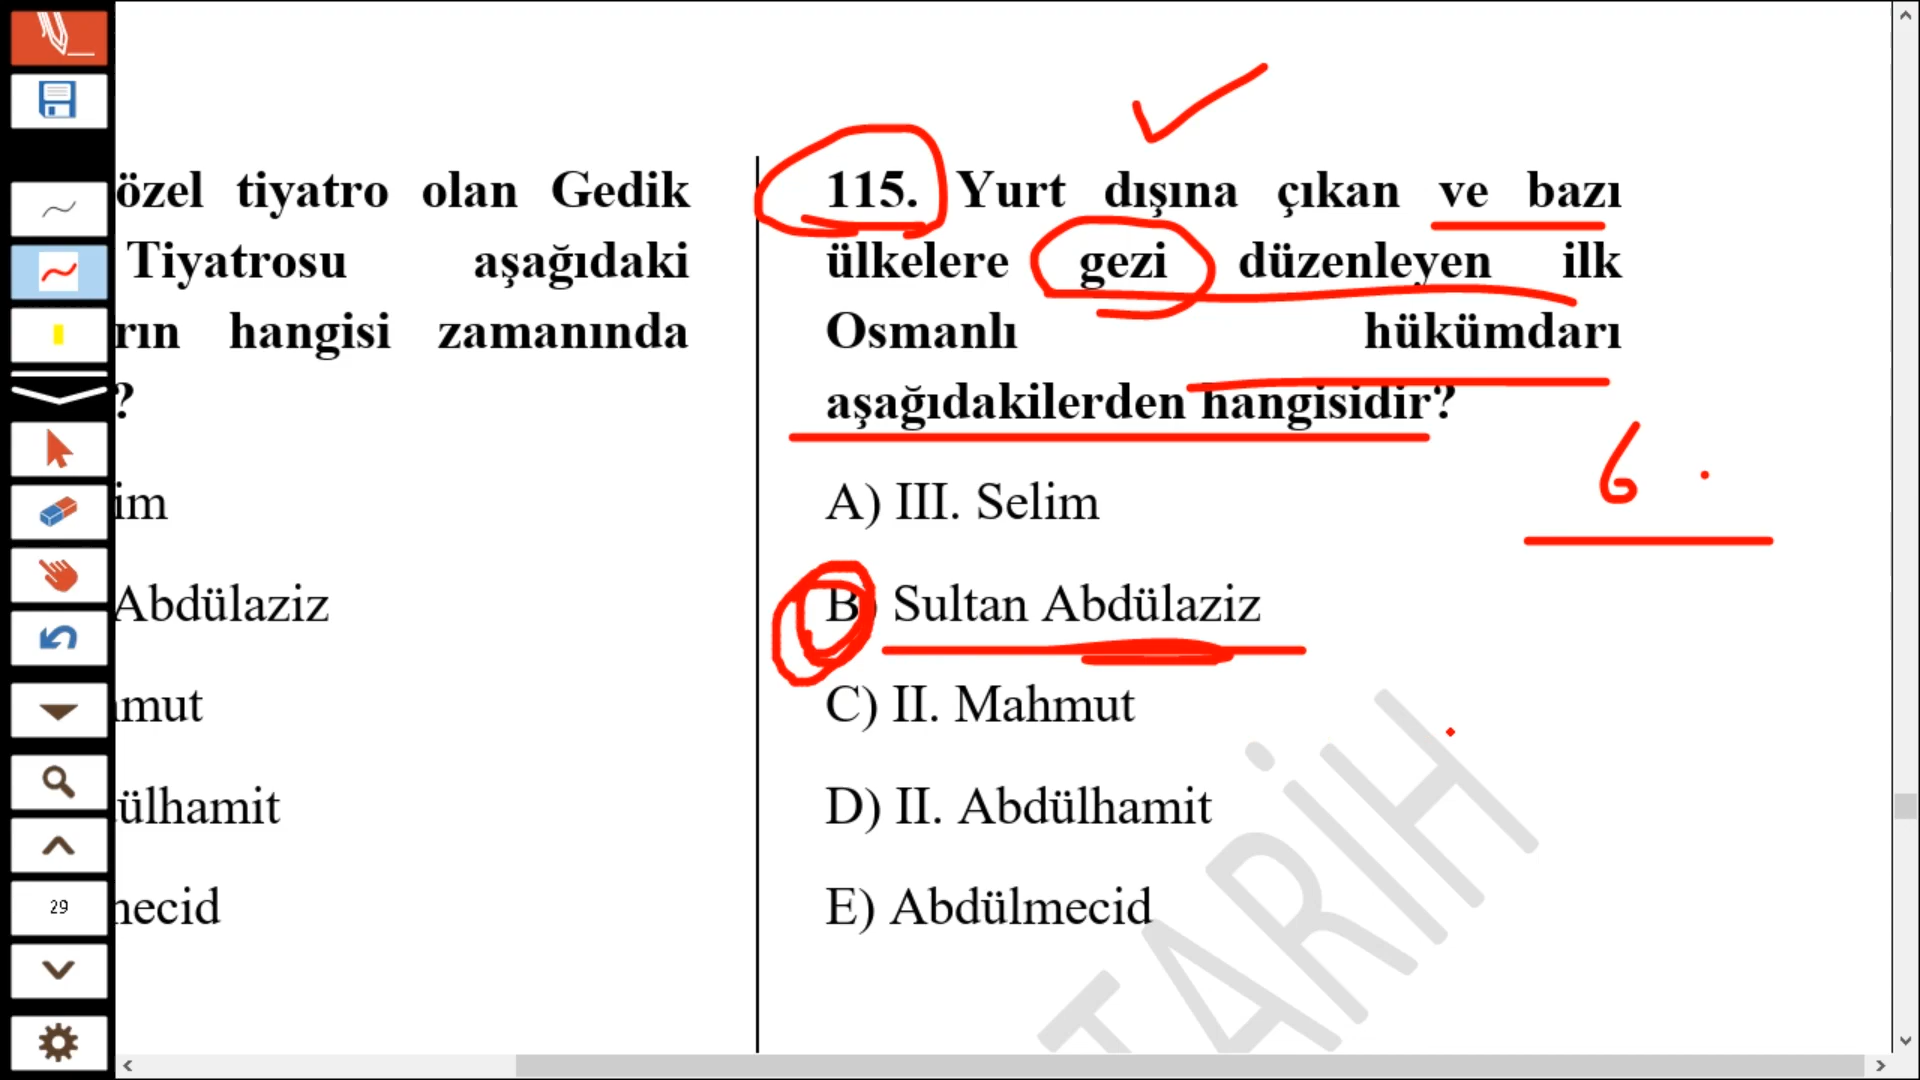 özel tiyatro olan Gedik
Tiyatrosu aşağıdaki
rın hangisi zamanında
?
im
Abdülaziz
mut
ülhamit
necid
115. Yurt dışına çıkan ve bazı
ülkelere gezi düzenleyen ilk
Osmanlı hükümdarı
aşağıdakilerden hangisidir?
A) III. Selim
B) Sultan Abdülaziz
C) II. Mahmut
D) II. Abdülhamit
E) Abdülmecid
6
TARİH
29